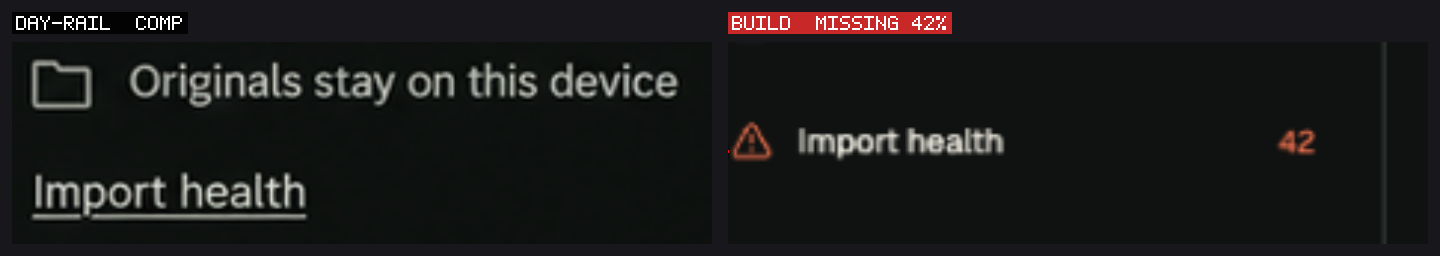 DAY-RAIL COMP
Originals stay on this device
Import health
BUILD MISSING 42%
Import health 42